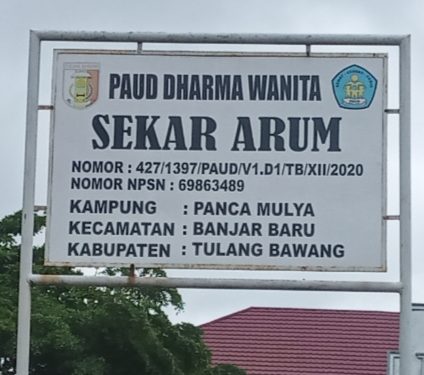 PAUD DHARMA WANITA
SEKAR ARUM
NOMOR : 427/1397/PAUD/V1.D1/TB/XII/2020
NOMOR NPSN : 69863489
KAMPUNG : PANCA MULYA
KECAMATAN : BANJAR BARU
KABUPATEN : TULANG BAWANG